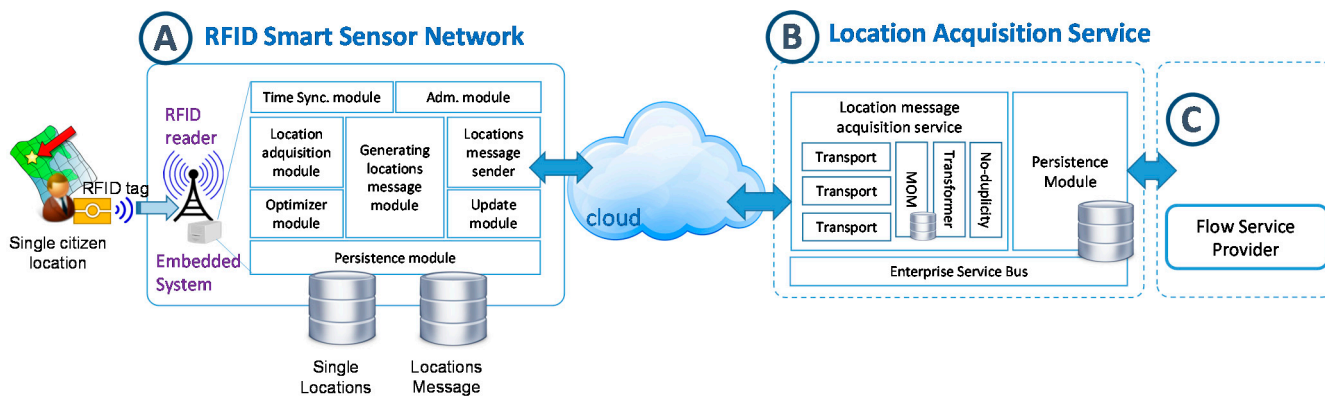 A
RFID Smart Sensor Network
B
Location Acquisition Service
C
RFID
reader
RFID tag
Single citizen
location
Embedded
System
Time Sync. module
Adm. module
Location
adquisition
module
Generating
locations
message
module
Locations
message
sender
Optimizer
module
Update
module
Persistence module
Single
Locations
Locations
Message
cloud
Location message
acquisition service
Transport
Transport
Transport
MOM
Transformer
No-duplicity
Persistence
Module
Enterprise Service Bus
Flow Service
Provider